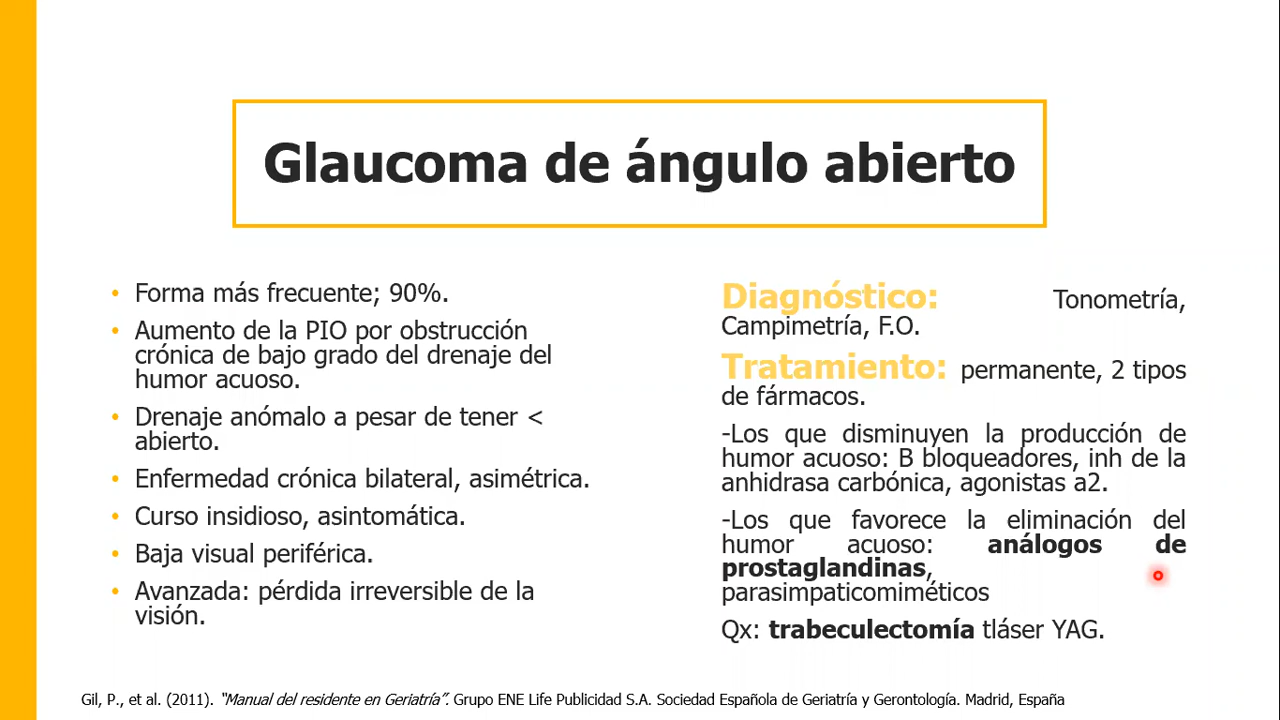 Glaucoma de ángulo abierto
• Forma más frecuente; 90%.
• Aumento de la PIO por obstrucción
crónica de bajo grado del drenaje del
humor acuoso.
• Drenaje anómalo a pesar de tener <
abierto.
• Enfermedad crónica bilateral, asimétrica.
• Curso insidioso, asintomática.
• Baja visual periférica.
• Avanzada: pérdida irreversible de la
visión.
Diagnóstico: Tonometría,
Campimetría, F.O.
Tratamiento: permanente, 2 tipos
de fármacos.
-Los que disminuyen la producción de
humor acuoso: B bloqueadores, inh de la
anhidrasa carbónica, agonistas a2.
-Los que favorece la eliminación del
humor acuoso: análogos de
prostaglandinas,
parasimpaticomiméticos
Qx: trabeculectomía tláser YAG.
Gil, P., et al. (2011). “Manual del residente en Geriatría”. Grupo ENE Life Publicidad S.A. Sociedad Española de Geriatría y Gerontología. Madrid, España